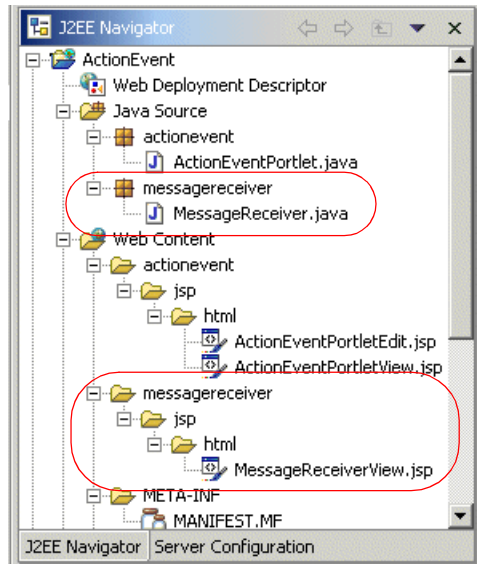 J2EE Navigator
ActionEvent
Web Deployment Descriptor
Java Source
actionevent
ActionEventPortlet.java
messagereceiver
MessageReceiver.java
Web Content
actionevent
jsp
html
ActionEventPortletEdit.jsp
ActionEventPortletView.jsp
messagereceiver
jsp
html
MessageReceiverView.jsp
META-INF
MANIFEST.MF
J2EE Navigator Server Configuration